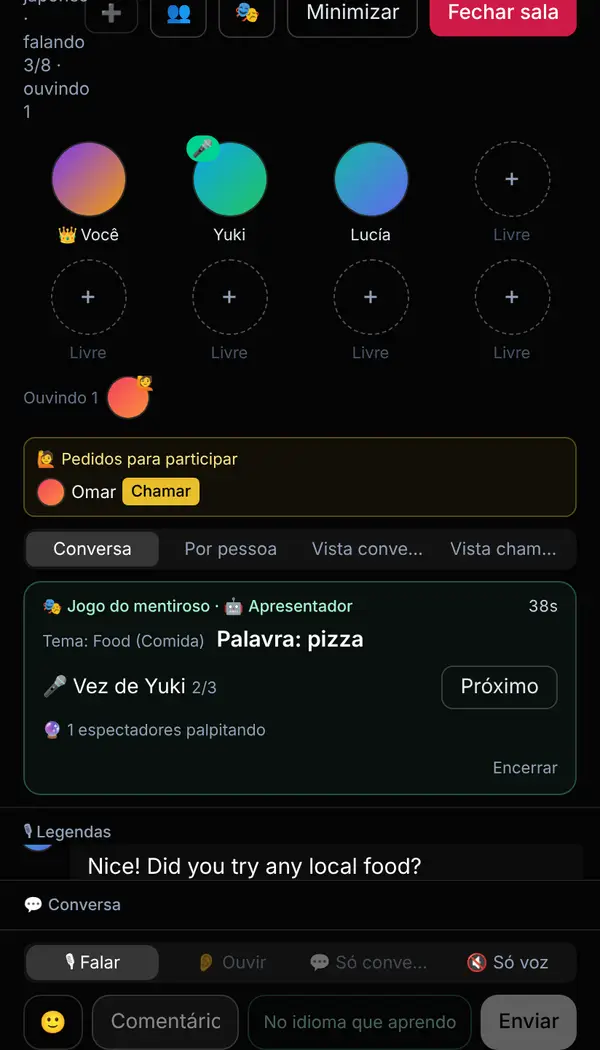 japonês
·
falando
3/8 ·
ouvindo
1
Minimizar
Fechar sala
Você
Yuki
Lucía
+
Livre
+
Livre
+
Livre
+
Livre
+
Livre
Ouvindo 1
Pedidos para participar
Omar Chamar
Conversa
Por pessoa
Vista conve...
Vista cham...
Jogo do mentiroso · Apresentador
38s
Tema: Food (Comida) Palavra: pizza
Vez de Yuki 2/3
Próximo
1 espectadores palpitando
Encerrar
Legendas
Nice! Did you try any local food?
Conversa
Falar
Ouvir
Só conve...
Só voz
Comentáric
No idioma que aprendo
Enviar